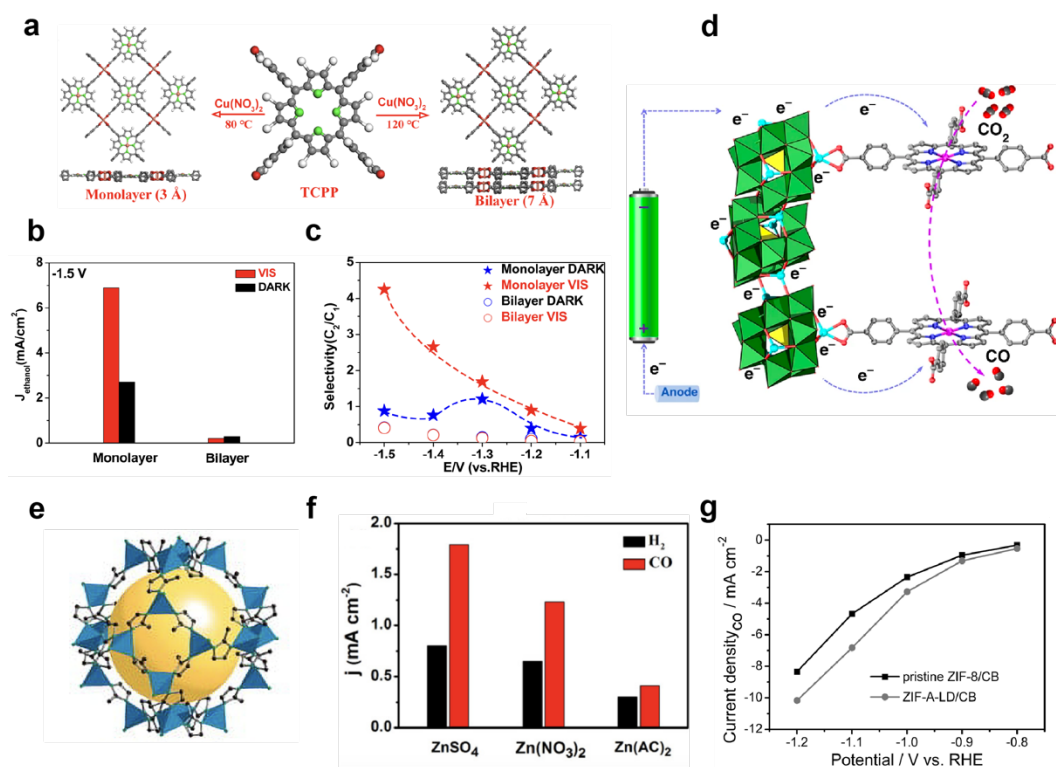 a
Cu(NO3)2
80 °C
Cu(NO3)2
120 °C
Monolayer (3 Å)
TCPP
Bilayer (7 Å)
b
-1.5 V
VIS
DARK
8
6
4
2
0
Jethanol(mA/cm2)
Monolayer
Bilayer
c
Monolayer DARK
Monolayer VIS
Bilayer DARK
Bilayer VIS
5
4
3
2
1
0
Selectivity(C2/C1)
-1.5
-1.4
-1.3
-1.2
-1.1
E/V (vs.RHE)
d
e−
e−
CO2
e−
e−
−
e−
e−
e−
e−
+
e−
e−
e−
e−
CO
e−
Anode
e
f
H2
CO
2.0
1.5
1.0
0.5
0.0
j (mA cm-2)
ZnSO4
Zn(NO3)2
Zn(AC)2
g
0
-2
-4
-6
-8
-10
-12
Current densityCO / mA cm-2
pristine ZIF-8/CB
ZIF-A-LD/CB
-1.2
-1.1
-1.0
-0.9
-0.8
Potential / V vs. RHE